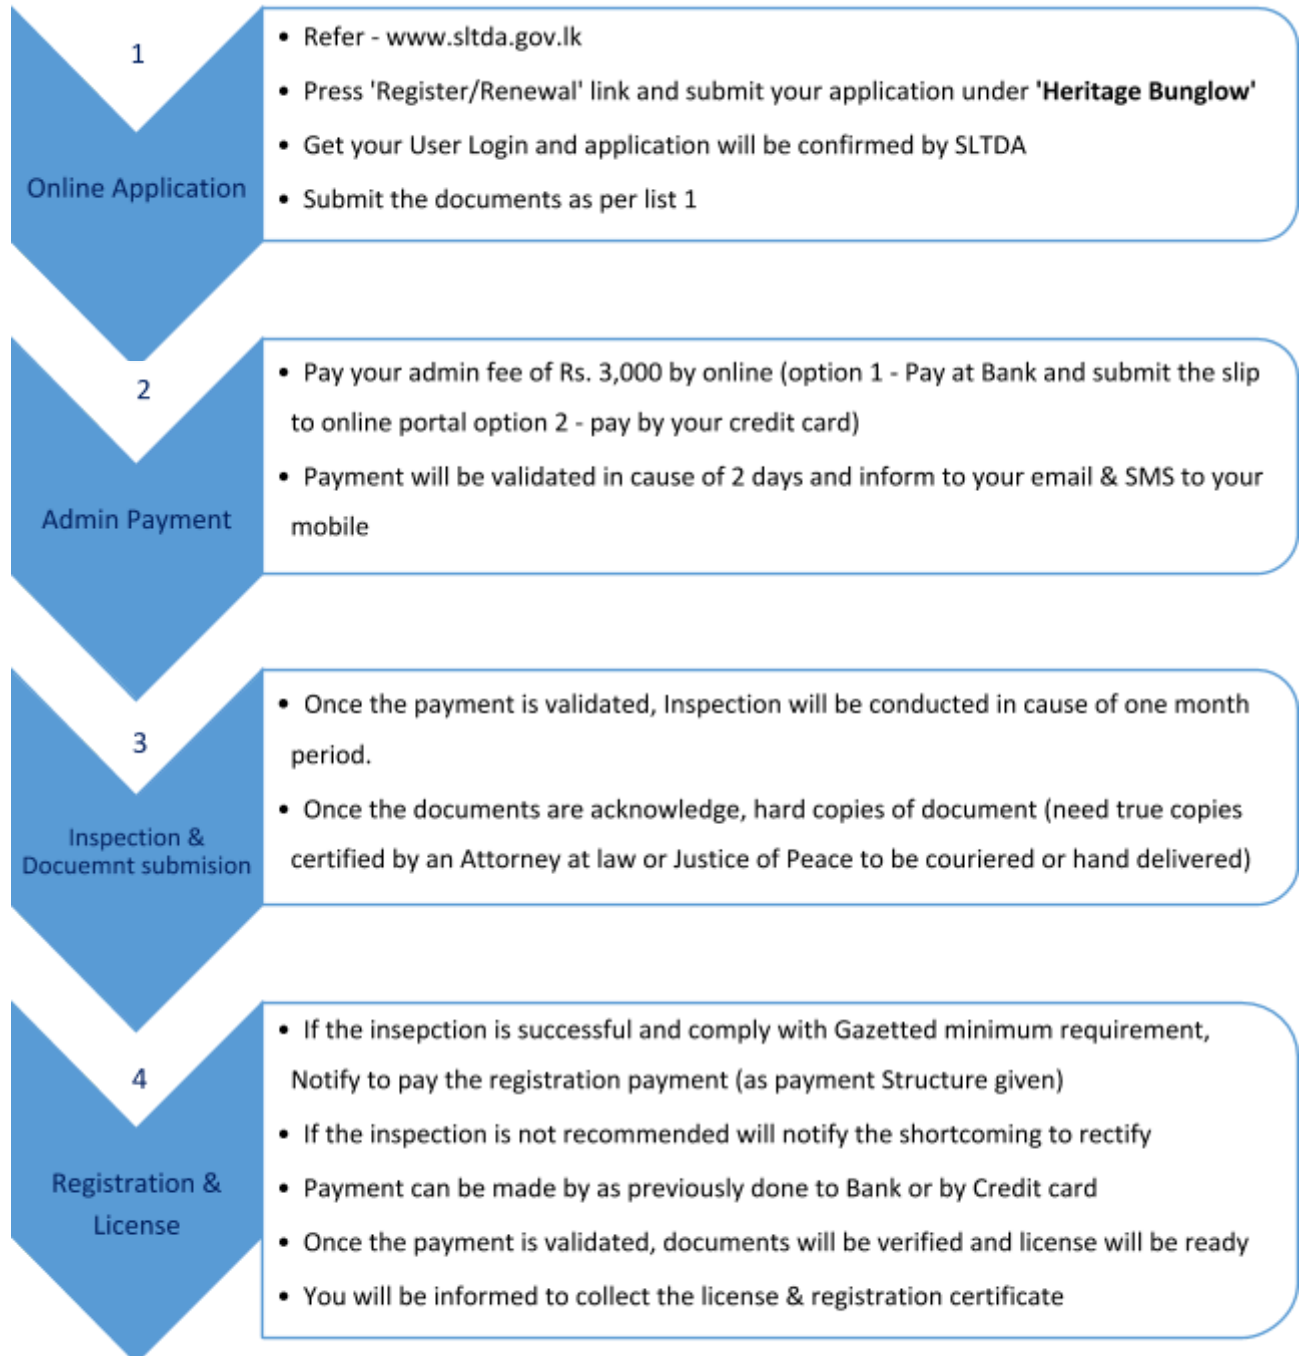 1
Online Application
• Refer - www.sltda.gov.lk
• Press 'Register/Renewal' link and submit your application under 'Heritage Bunglow'
• Get your User Login and application will be confirmed by SLTDA
• Submit the documents as per list 1
2
Admin Payment
• Pay your admin fee of Rs. 3,000 by online (option 1 - Pay at Bank and submit the slip
to online portal option 2 - pay by your credit card)
• Payment will be validated in cause of 2 days and inform to your email & SMS to your
mobile
3
Inspection &
Docuemnt submision
• Once the payment is validated, Inspection will be conducted in cause of one month
period.
• Once the documents are acknowledge, hard copies of document (need true copies
certified by an Attorney at law or Justice of Peace to be couriered or hand delivered)
4
Registration &
License
• If the insepction is successful and comply with Gazetted minimum requirement,
Notify to pay the registration payment (as payment Structure given)
• If the inspection is not recommended will notify the shortcoming to rectify
• Payment can be made by as previously done to Bank or by Credit card
• Once the payment is validated, documents will be verified and license will be ready
• You will be informed to collect the license & registration certificate